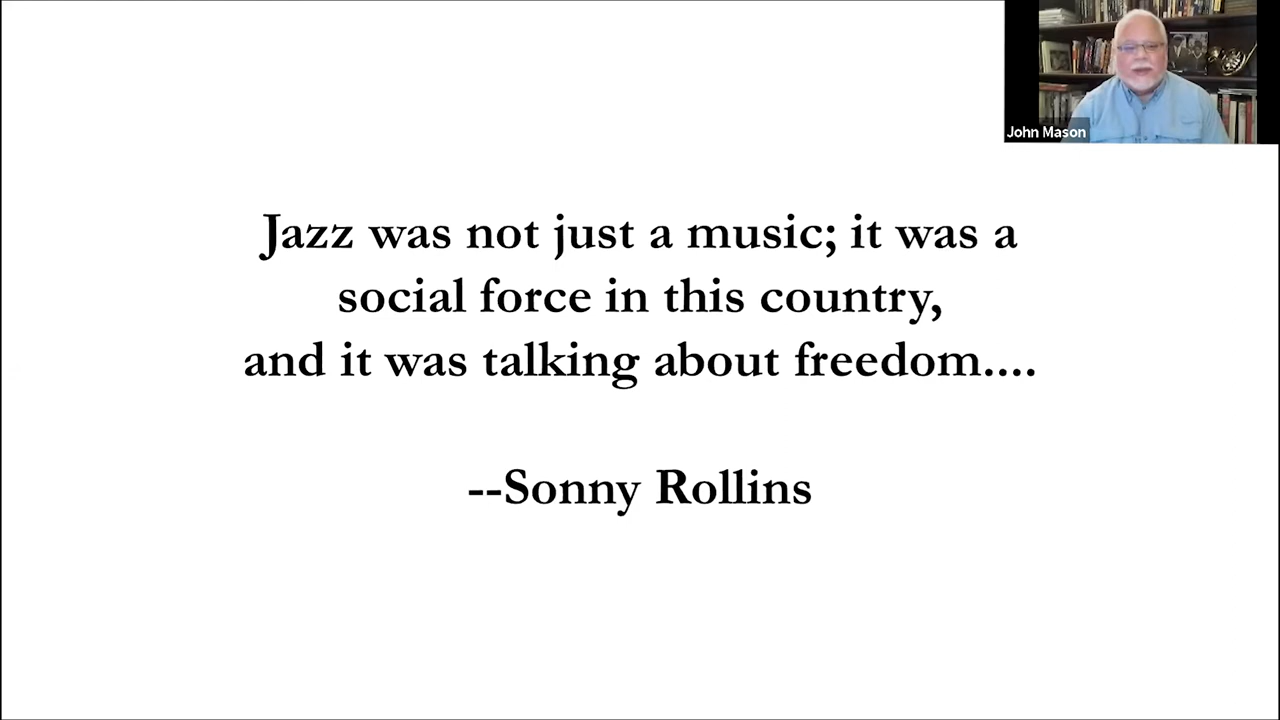 John Mason
Jazz was not just a music; it was a
social force in this country,
and it was talking about freedom....
--Sonny Rollins